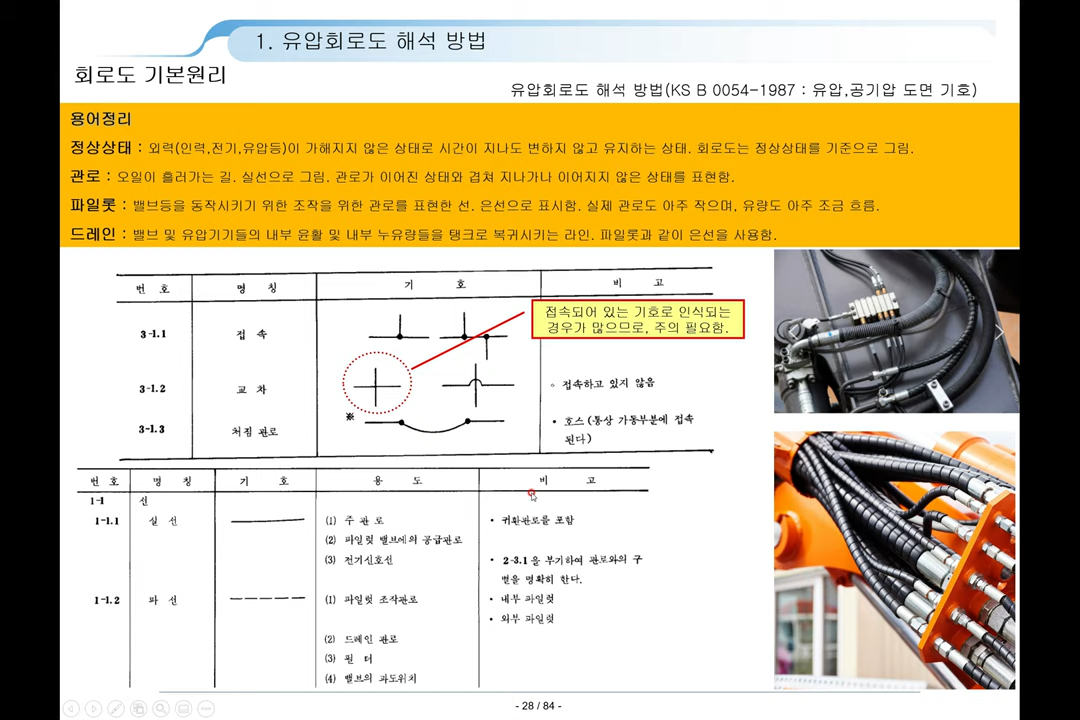 1. 유압회로도 해석 방법
회로도 기본원리
유압회로도 해석 방법(KS B 0054-1987 : 유압,공기압 도면 기호)
용어정리
정상상태 : 외력(인력,전기,유압등)이 가해지지 않은 상태로 시간이 지나도 변하지 않고 유지하는 상태. 회로도는 정상상태를 기준으로 그림.
관로 : 오일이 흘러가는 길. 실선으로 그림. 관로가 이어진 상태와 겹쳐 지나가나 이어지지 않은 상태를 표현함.
파일롯 : 밸브등을 동작시키기 위한 조작을 위한 관로를 표현한 선. 은선으로 표시함. 실제 관로도 아주 작으며, 유량도 아주 조금 흐름.
드레인 : 밸브 및 유압기기들의 내부 윤활 및 내부 누유량들을 탱크로 복귀시키는 라인. 파일롯과 같이 은선을 사용함.
번 호 명 칭 기 호 비 고
접속되어 있는 기호로 인식되는
경우가 많으므로, 주의 필요함.
3-1.1 접 속
3-1.2 교 차 ◦ 접속하고 있지 않음
※
3-1.3 처짐 관로 • 호스(통상 가동부분에 접속
된다)
번 호 명 칭 기 호 용 도 비 고
1-1 선
1-1.1 실 선 (1) 주 관 로 • 귀환관로를 포함
(2) 파일럿 밸브에의 공급관로
(3) 전기신호선 • 2-3.1을 부기하여 관로와의 구
별을 명확히 한다.
1-1.2 파 선 (1) 파일럿 조작관로 • 내부 파일럿
• 외부 파일럿
(2) 드레인 관로
(3) 필 터
(4) 밸브의 과도위치
- 28 / 84 -